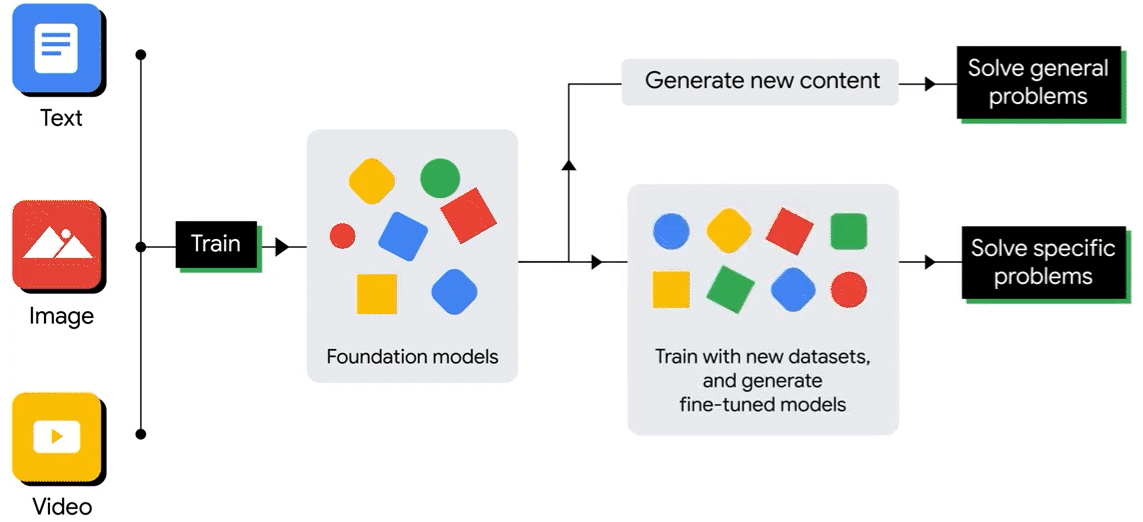 Text
Image
Video
Train
Foundation models
Generate new content
Solve general
problems
Train with new datasets,
and generate
fine-tuned models
Solve specific
problems